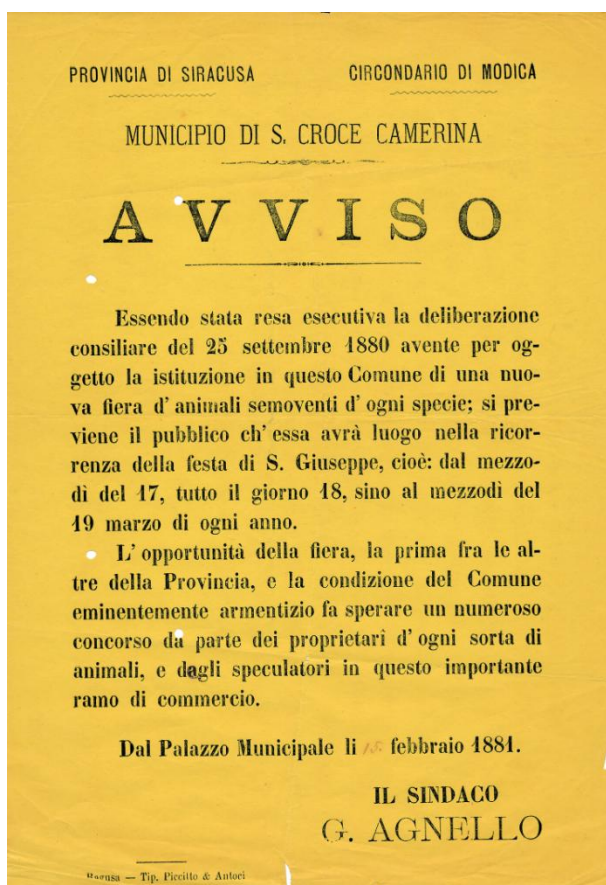 PROVINCIA DI SIRACUSA CIRCONDARIO DI MODICA
MUNICIPIO DI S. CROCE CAMERINA
AVVISO
Essendo stata resa esecutiva la deliberazione
consiliare del 25 settembre 1880 avente per og-
getto la istituzione in questo Comune di una nuo-
va fiera d' animali semoventi d' ogni specie; si pre-
viene il pubblico ch' essa avrà luogo nella ricor-
renza della festa di S. Giuseppe, cioè: dal mezzo-
dì del 17, tutto il giorno 18, sino al mezzodì del
19 marzo di ogni anno.
L' opportunità della fiera, la prima fra le al-
tre della Provincia, e la condizione del Comune
eminentemente armentizio fa sperare un numeroso
concorso da parte dei proprietarî d' ogni sorta di
animali, e dagli speculatori in questo importante
ramo di commercio.
Dal Palazzo Municipale li 15 febbraio 1881.
IL SINDACO
G. AGNELLO
Ragusa — Tip. Piccitto & Antoci